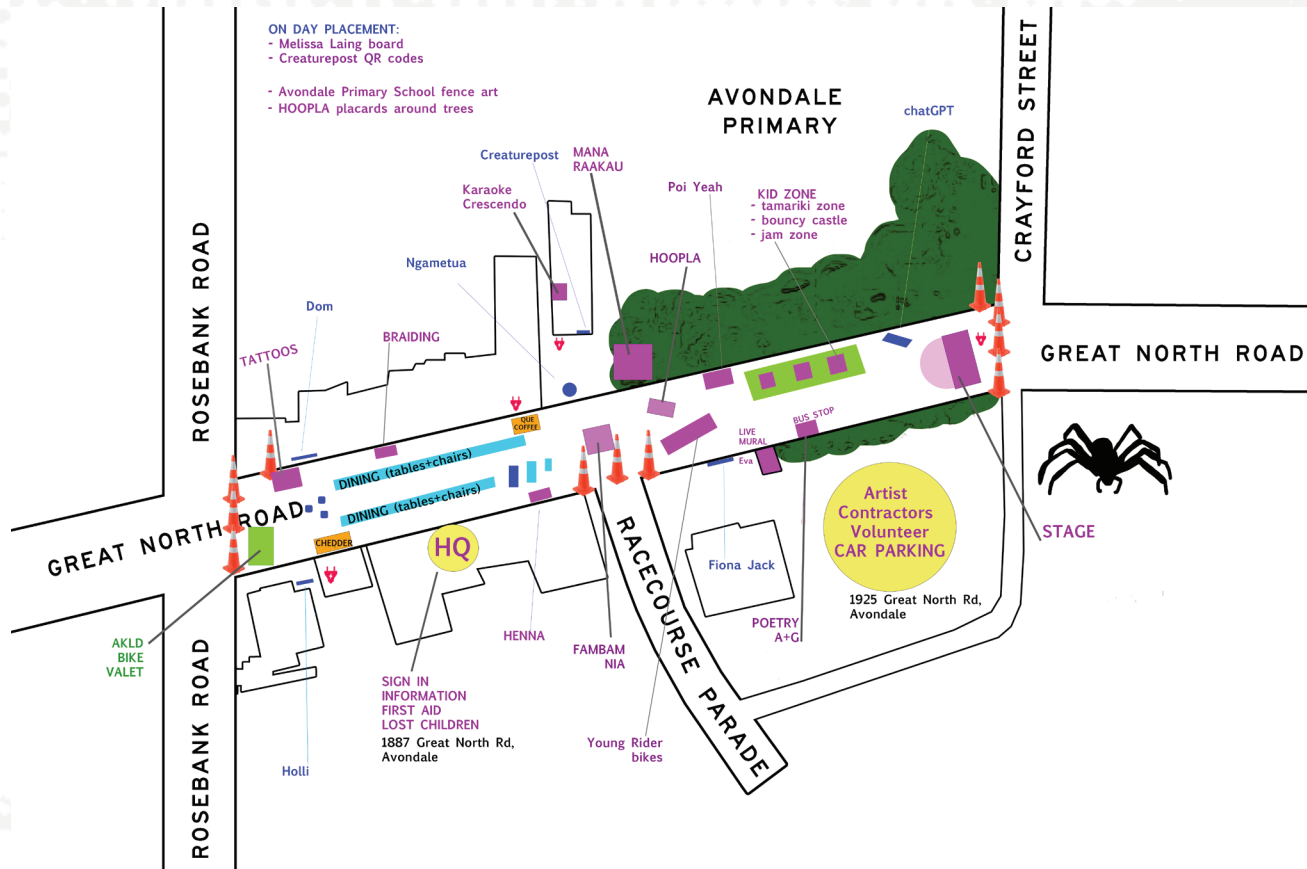 ON DAY PLACEMENT:
- Melissa Laing board
- Creaturepost QR codes
- Avondale Primary School fence art
- HOOPLA placards around trees
AVONDALE
PRIMARY
chatGPT
CRAYFORD STREET
Creaturepost
MANA
RAAKAU
Karaoke
Crescendo
Poi Yeah
KID ZONE
- tamariki zone
- bouncy castle
- jam zone
HOOPLA
Ngametua
ROSEBANK ROAD
Dom
BRAIDING
TATTOOS
GREAT NORTH ROAD
QUE
COFFEE
BUS STOP
LIVE
MURAL
Eva
DINING (tables+chairs)
DINING (tables+chairs)
GREAT NORTH ROAD
CHEDDER
HQ
Artist
Contractors
Volunteer
CAR PARKING
STAGE
1925 Great North Rd,
Avondale
Fiona Jack
RACECOURSE PARADE
POETRY
A+G
HENNA
FAMBAM
NIA
AKLD
BIKE
VALET
SIGN IN
INFORMATION
FIRST AID
LOST CHILDREN
1887 Great North Rd,
Avondale
Young Rider
bikes
Holli
ROSEBANK ROAD